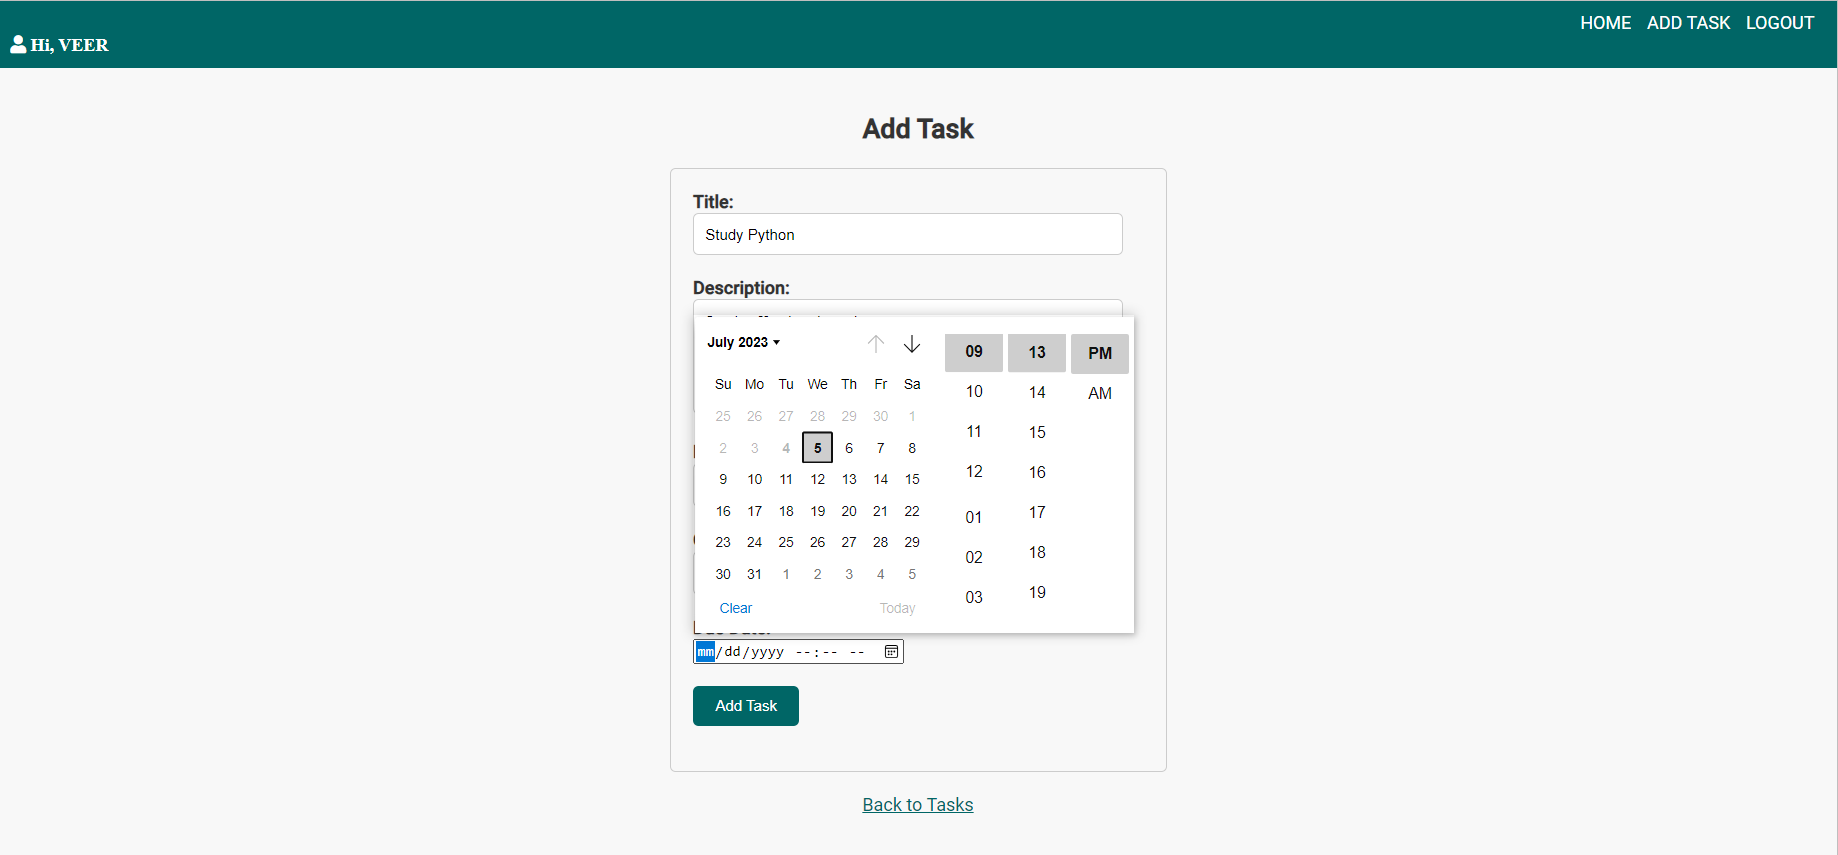 HOME ADD TASK LOGOUT
Hi, VEER
Add Task
Title:
Study Python
Description:
July 2023
09 13 PM
Su Mo Tu We Th Fr Sa
10 14 AM
25 26 27 28 29 30 1
11 15
2 3 4 5 6 7 8
12 16
9 10 11 12 13 14 15
01 17
16 17 18 19 20 21 22
02 18
23 24 25 26 27 28 29
03 19
30 31 1 2 3 4 5
Clear Today
Due Date:
mm/dd/yyyy --:-- --
Add Task
Back to Tasks